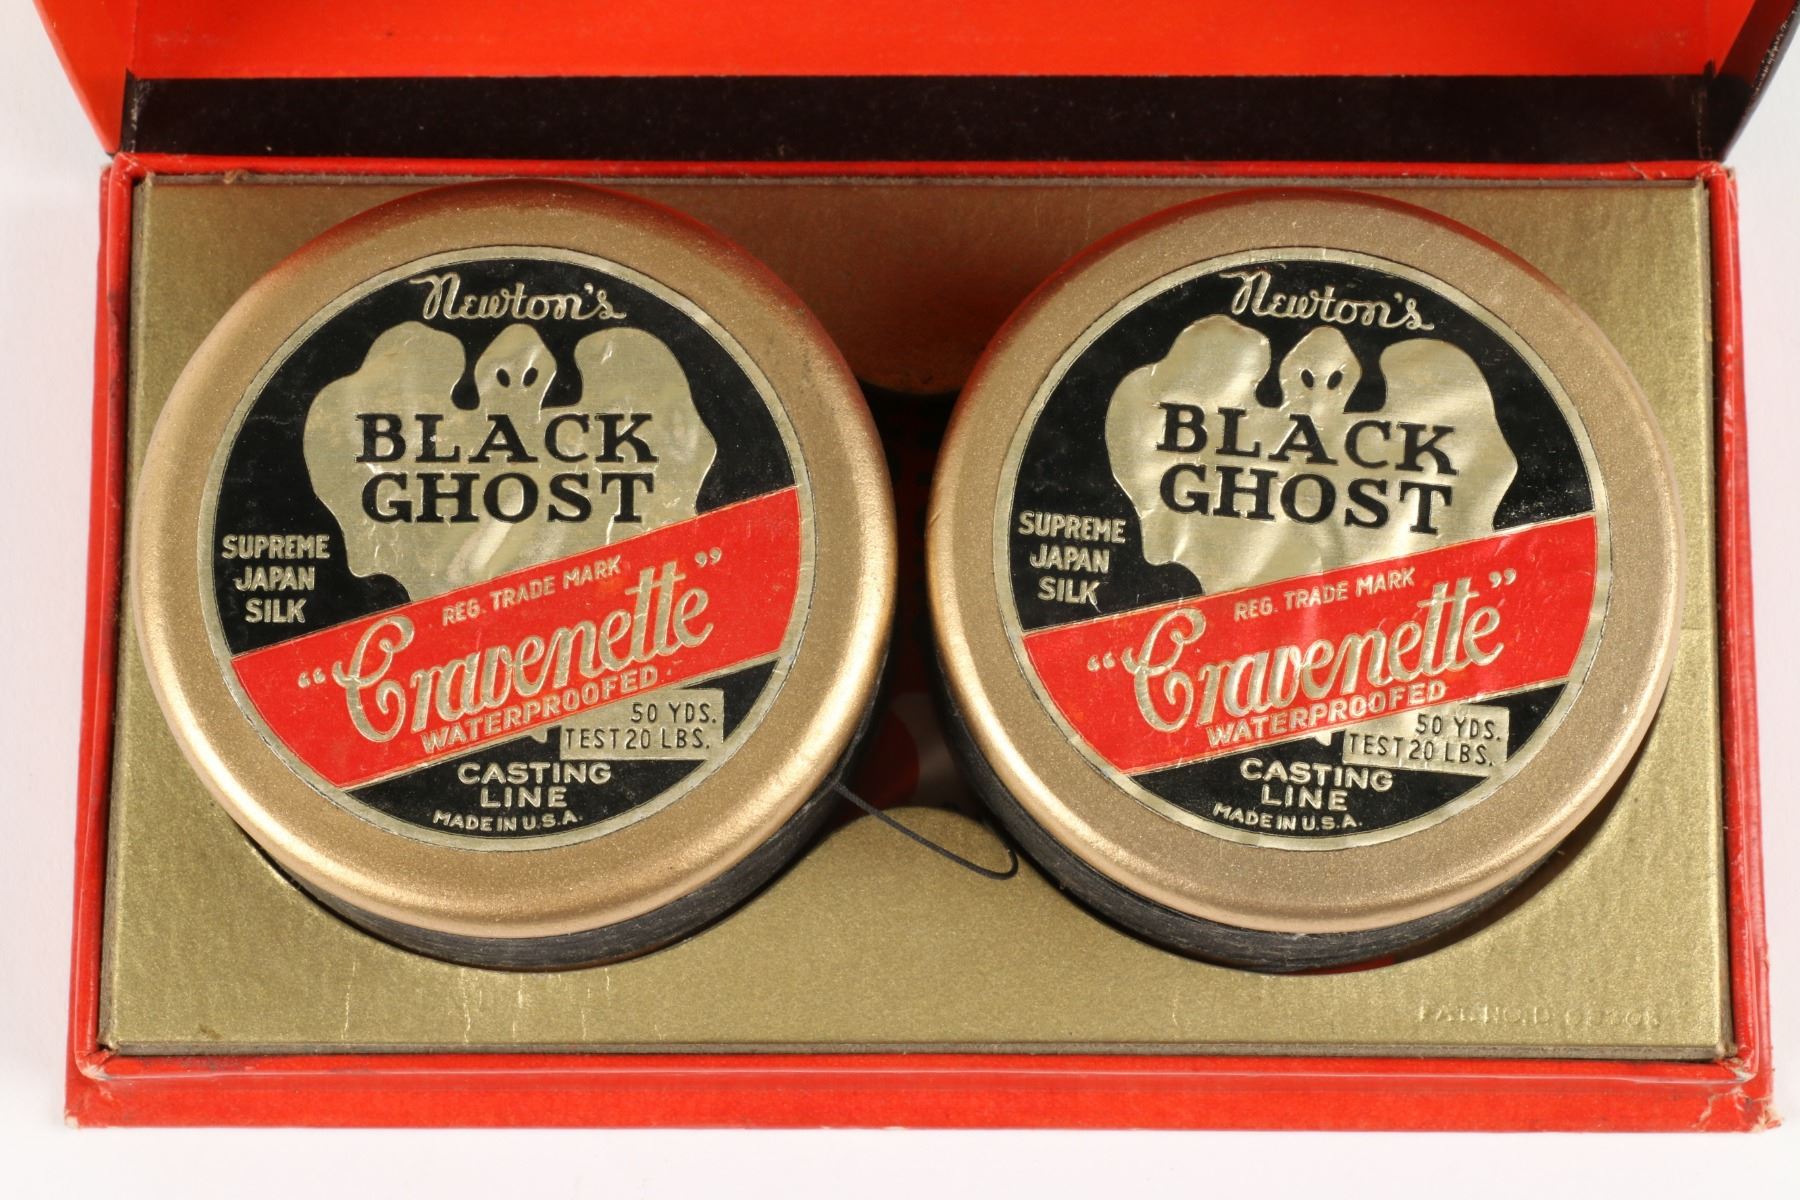 Newton's
BLACK
GHOST
SUPREME
JAPAN
SILK
REG. TRADE MARK
"Cravenette"
WATERPROOFED
50 YDS.
TEST 20 LBS.
CASTING
LINE
MADE IN U.S.A.
Newton's
BLACK
GHOST
SUPREME
JAPAN
SILK
REG. TRADE MARK
"Cravenette"
WATERPROOFED
50 YDS.
TEST 20 LBS.
CASTING
LINE
MADE IN U.S.A.
PAT. NO. D